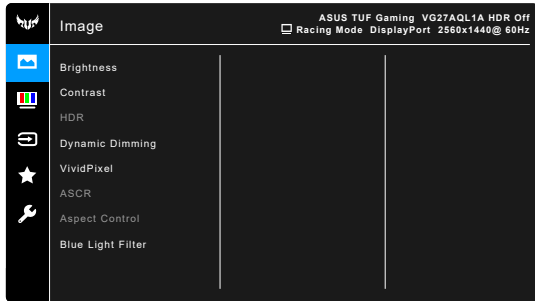 Image
ASUS TUF Gaming VG27AQL1A HDR Off
Racing Mode DisplayPort 2560x1440@ 60Hz
Brightness
Contrast
HDR
Dynamic Dimming
VividPixel
ASCR
Aspect Control
Blue Light Filter